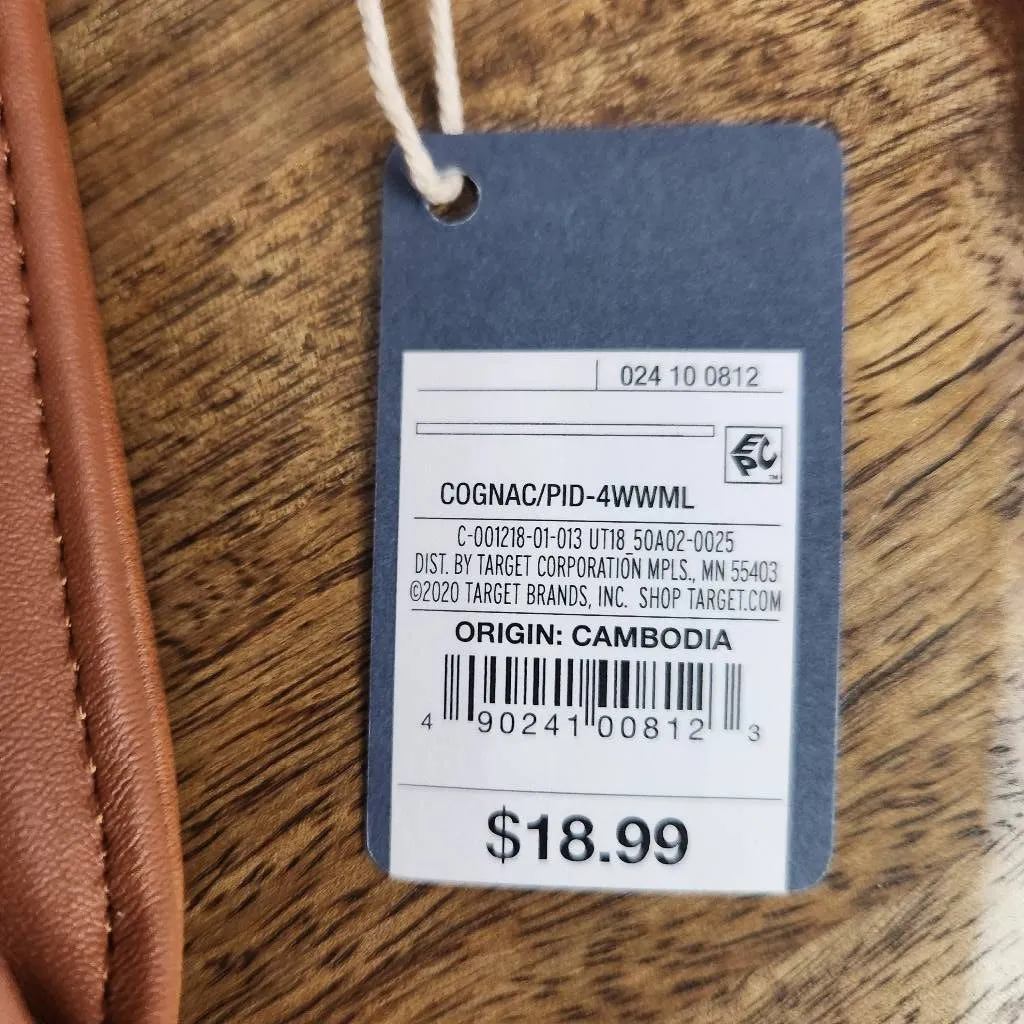 024 10 0812
EPC™
COGNAC/PID-4WWML
C-001218-01-013 UT18_50A02-0025
DIST. BY TARGET CORPORATION MPLS., MN 55403
©2020 TARGET BRANDS, INC. SHOP TARGET.COM
ORIGIN: CAMBODIA
4 90241 00812 3
$18.99